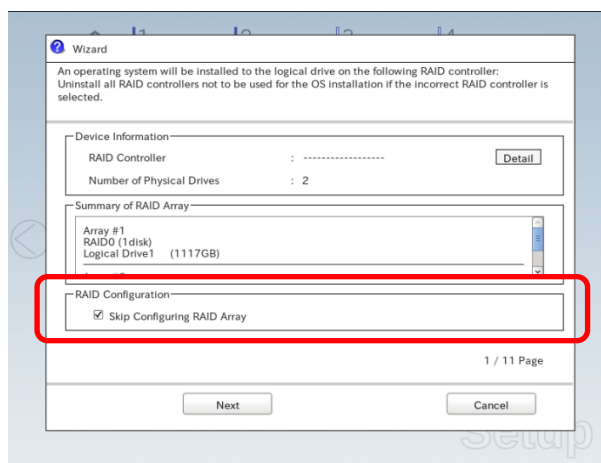 Wizard
An operating system will be installed to the logical drive on the following RAID controller:
Uninstall all RAID controllers not to be used for the OS installation if the incorrect RAID controller is
selected.
Device Information
RAID Controller : -----------------
Detail
Number of Physical Drives : 2
Summary of RAID Array
Array #1
RAID0 (1disk)
Logical Drive1 (1117GB)
RAID Configuration
Skip Configuring RAID Array
1 / 11 Page
Next
Cancel
Setup